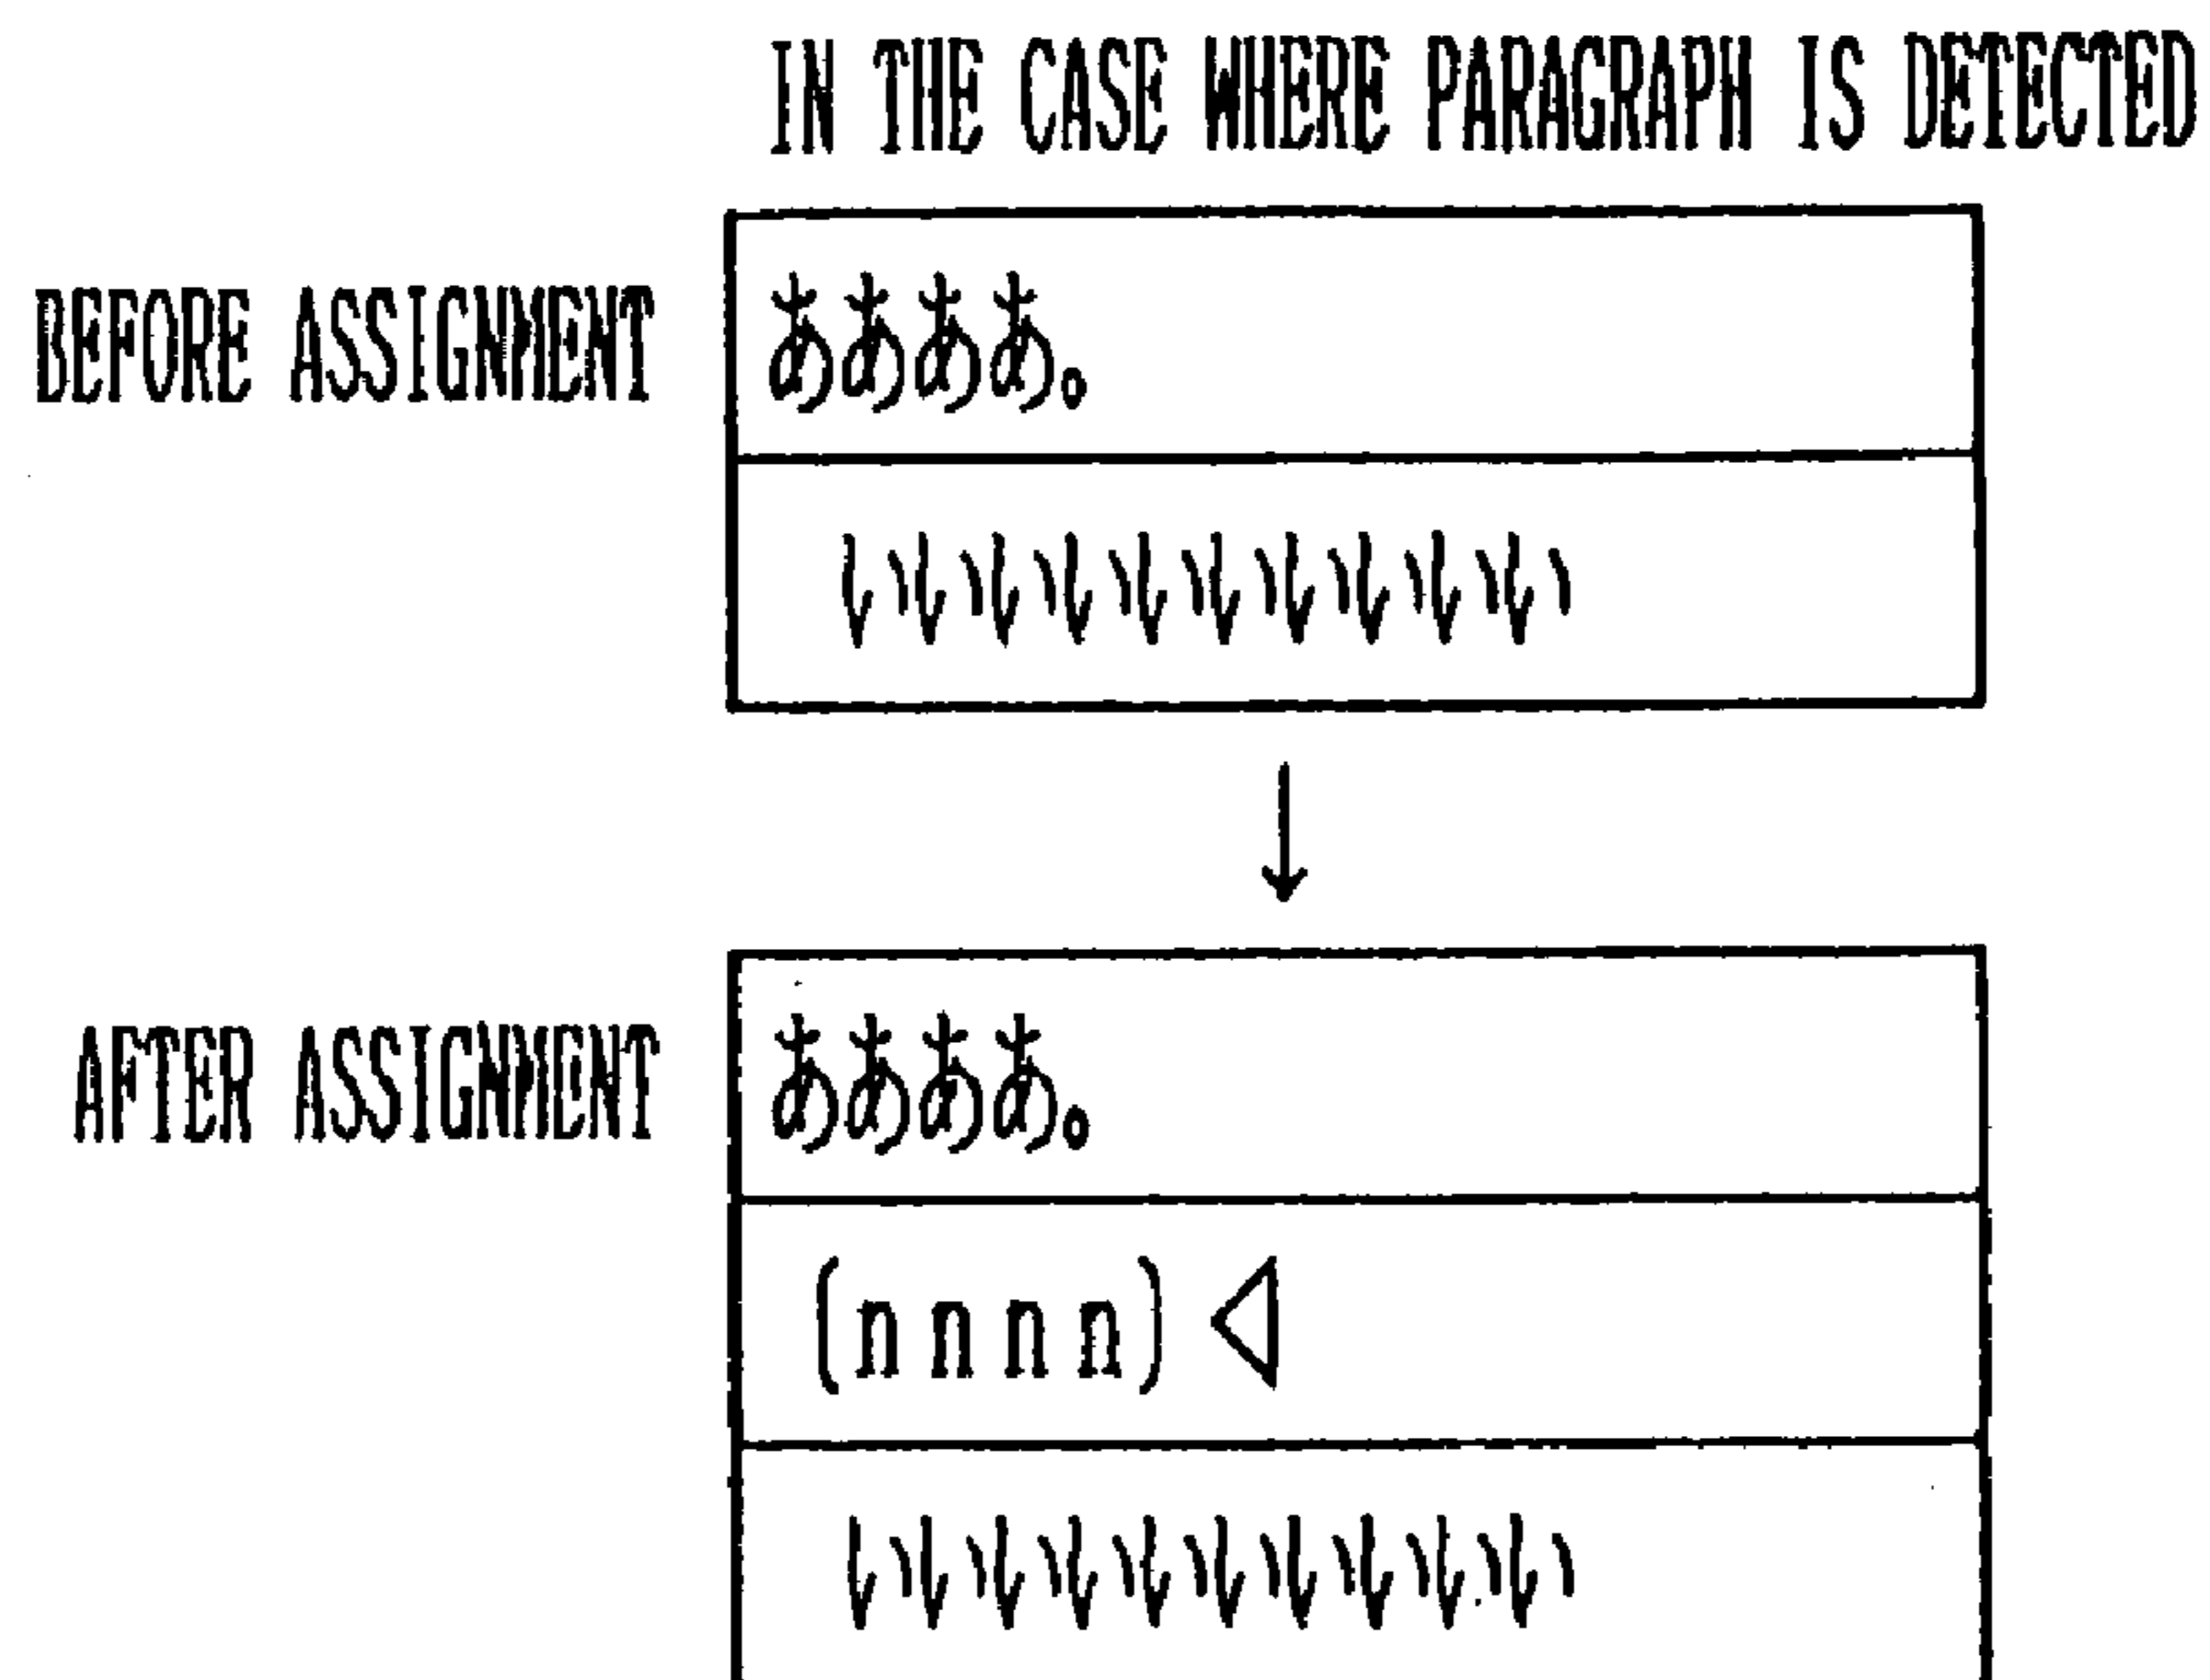 IN THE CASE WHERE PARAGRAPH IS DETECTED
BEFORE ASSIGNMENT
ああああ。
いいいいいいいいいい
AFTER ASSIGNMENT
ああああ。
(nnnn)◁
いいいいいいいいいい